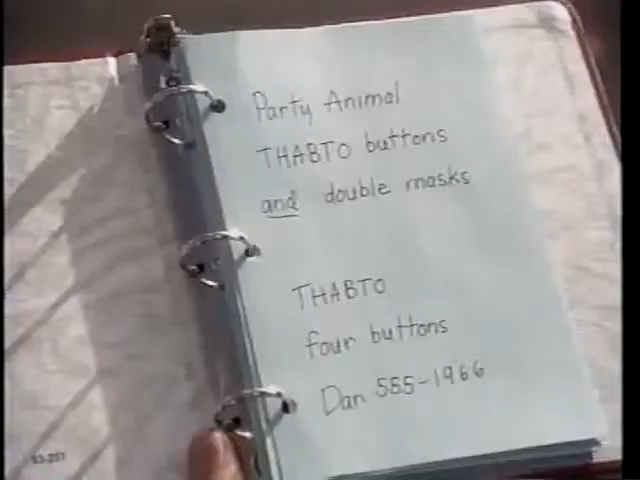 Party Animal
THABTO buttons
and double masks
THABTO
four buttons
Dan 555-1966